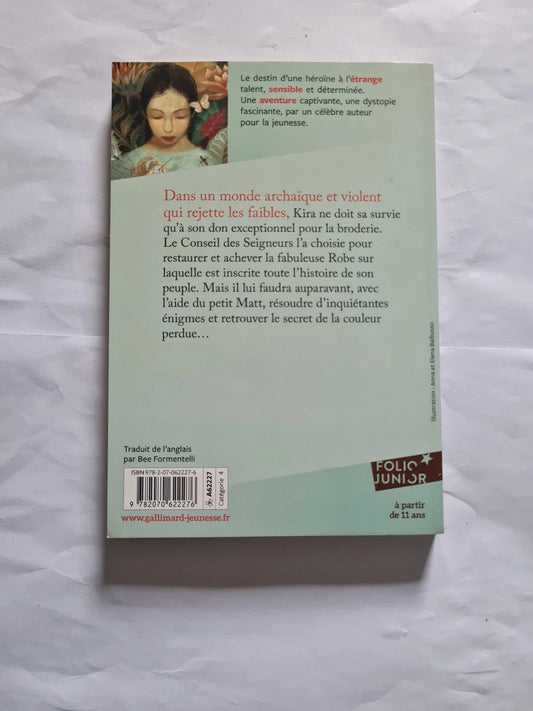 Le destin d'une héroïne à l'étrange
talent, sensible et déterminée.
Une aventure captivante, une dystopie
fascinante, par un célèbre auteur
pour la jeunesse.
Dans un monde archaïque et violent
qui rejette les faibles, Kira ne doit sa survie
qu'à son don exceptionnel pour la broderie.
Le Conseil des Seigneurs l'a choisie pour
restaurer et achever la fabuleuse Robe sur
laquelle est inscrite toute l'histoire de son
peuple. Mais il lui faudra auparavant, avec
l'aide du petit Matt, résoudre d'inquiétantes
énigmes et retrouver le secret de la couleur
perdue...
Illustration : Anna et Elena Balbusso
Traduit de l'anglais
par Bee Formentelli
ISBN 978-2-07-062227-6
9 782070 622276
A62227
Catégorie 4
www.gallimard-jeunesse.fr
FOLIO
JUNIOR
à partir
de 11 ans